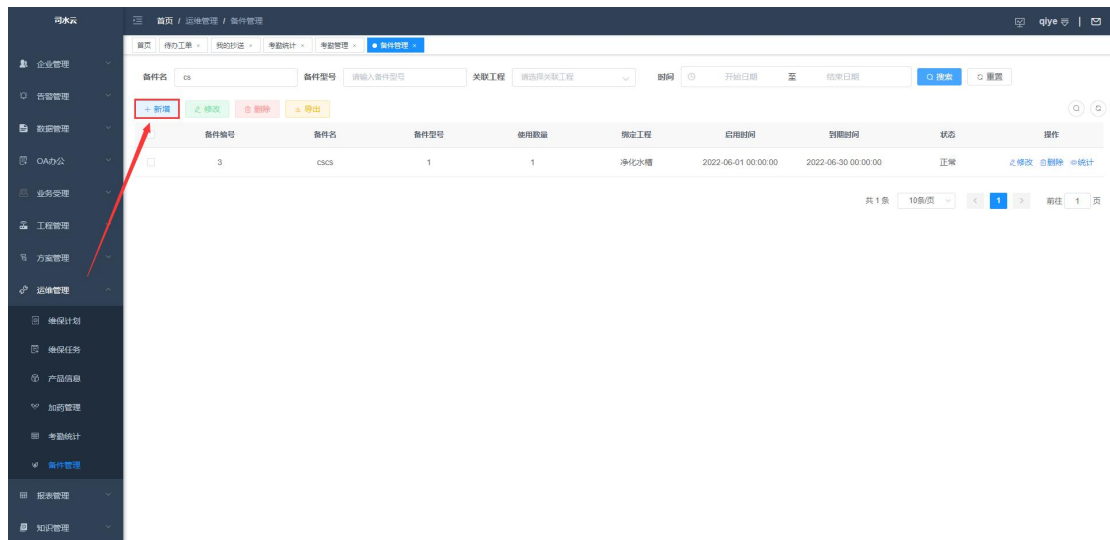 司水云
首页 / 运维管理 / 备件管理
qiye
首页 待办工单 × 我的抄送 × 考勤统计 × 考勤管理 × 备件管理 ×
企业管理
告警管理
数据管理
OA办公
业务受理
工程管理
方案管理
运维管理
维保计划
维保任务
产品信息
加药管理
考勤统计
备件管理
报表管理
知识管理
备件名 cs 备件型号 请输入备件型号 关联工程 请选择关联工程 时间 开始日期 至 结束日期 搜索 重置
+ 新增 修改 删除 导出
备件编号 备件名 备件型号 使用数量 绑定工程 启用时间 到期时间 状态 操作
3 cscs 1 1 净化水槽 2022-06-01 00:00:00 2022-06-30 00:00:00 正常 修改 删除 统计
共 1 条 10条/页 < 1 > 前往 1 页